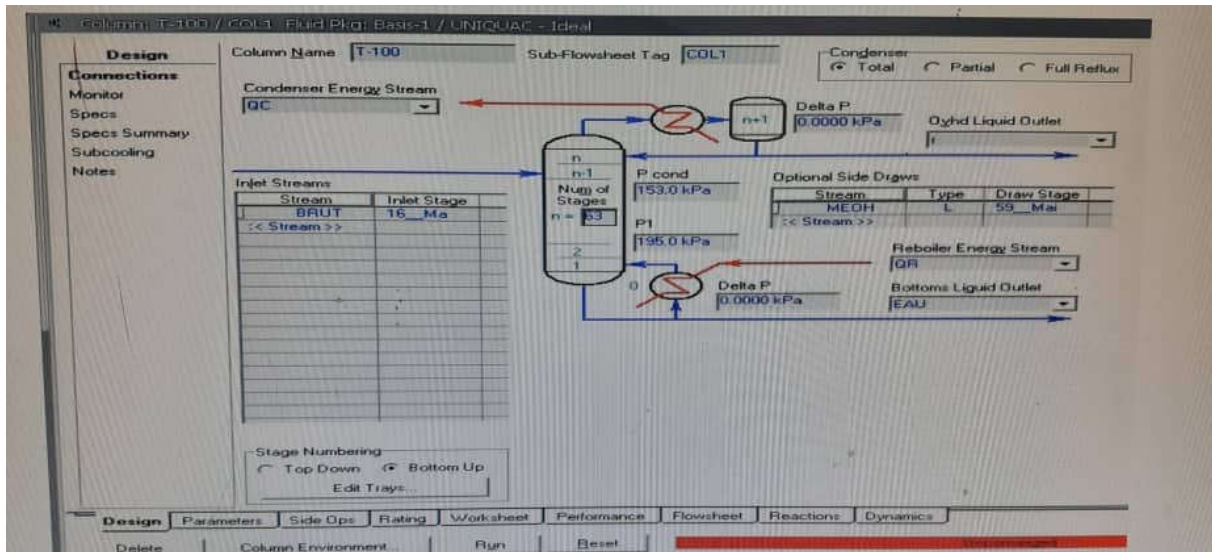 Column: T-100 / COL1 Fluid Pkg: Basis-1 / UNIQUAC - Ideal
Design
Connections
Monitor
Specs
Specs Summary
Subcooling
Notes
Column Name T-100
Sub-Flowsheet Tag COL1
Condenser
Total Partial Full Reflux
Condenser Energy Stream
QC
Delta P
0.0000 kPa
n+1
Ovhd Liquid Outlet
r
Inlet Streams
Stream Inlet Stage
BRUT 16__Ma
<< Stream >>
n
n-1
Num of
Stages
n = 63
2
1
0
P cond
153.0 kPa
P1
195.0 kPa
Optional Side Draws
Stream Type Draw Stage
MEOH L 59__Mai
<< Stream >>
Reboiler Energy Stream
QR
Delta P
0.0000 kPa
Bottoms Liquid Outlet
EAU
Stage Numbering
Top Down Bottom Up
Edit Trays...
Design Parameters Side Ops Rating Worksheet Performance Flowsheet Reactions Dynamics
Delete Column Environment... Run Reset